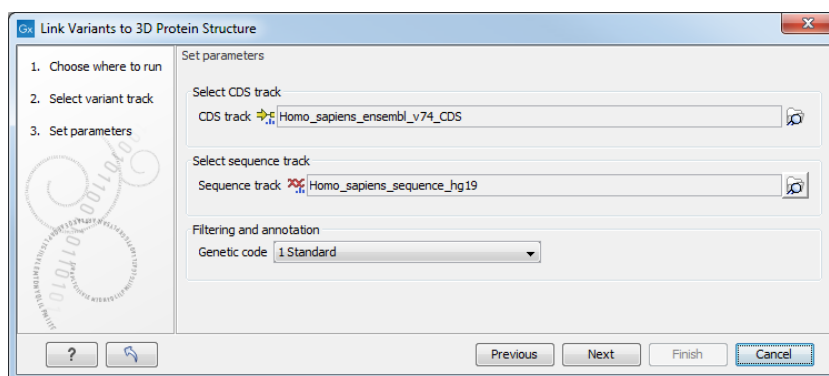 Gx Link Variants to 3D Protein Structure
1. Choose where to run
2. Select variant track
3. Set parameters
Set parameters
Select CDS track
CDS track Homo_sapiens_ensembl_v74_CDS
Select sequence track
Sequence track Homo_sapiens_sequence_hg19
Filtering and annotation
Genetic code 1 Standard
? Previous Next Finish Cancel